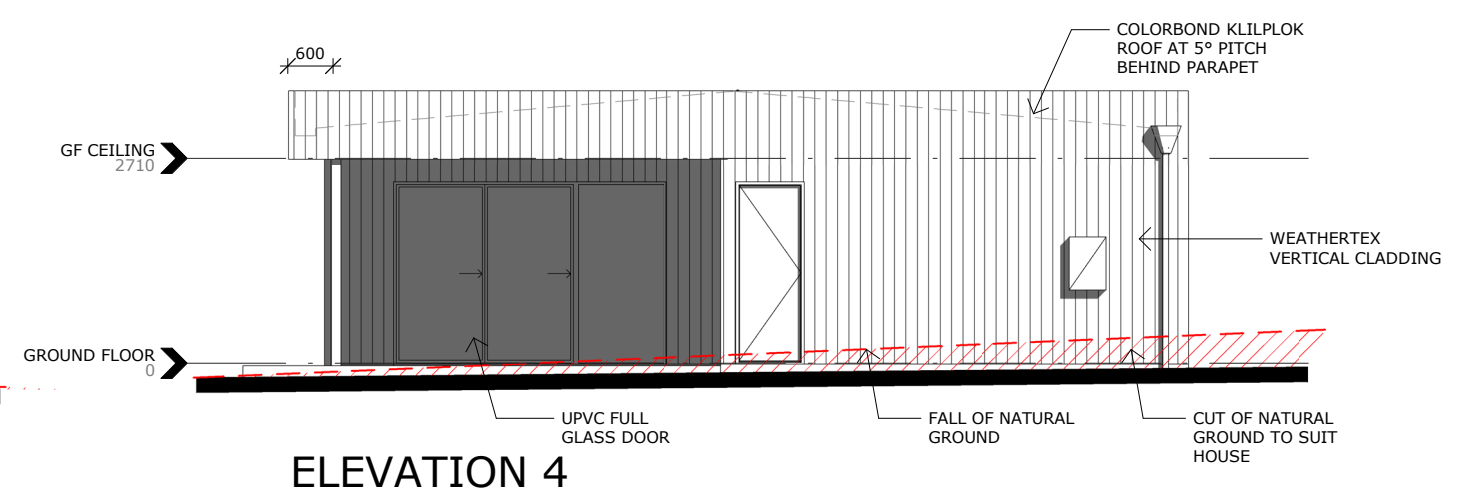 COLORBOND KLILPLOK
ROOF AT 5° PITCH
BEHIND PARAPET
600
GF CEILING
2710
WEATHERTEX
VERTICAL CLADDING
GROUND FLOOR
0
UPVC FULL
GLASS DOOR
FALL OF NATURAL
GROUND
CUT OF NATURAL
GROUND TO SUIT
HOUSE
ELEVATION 4